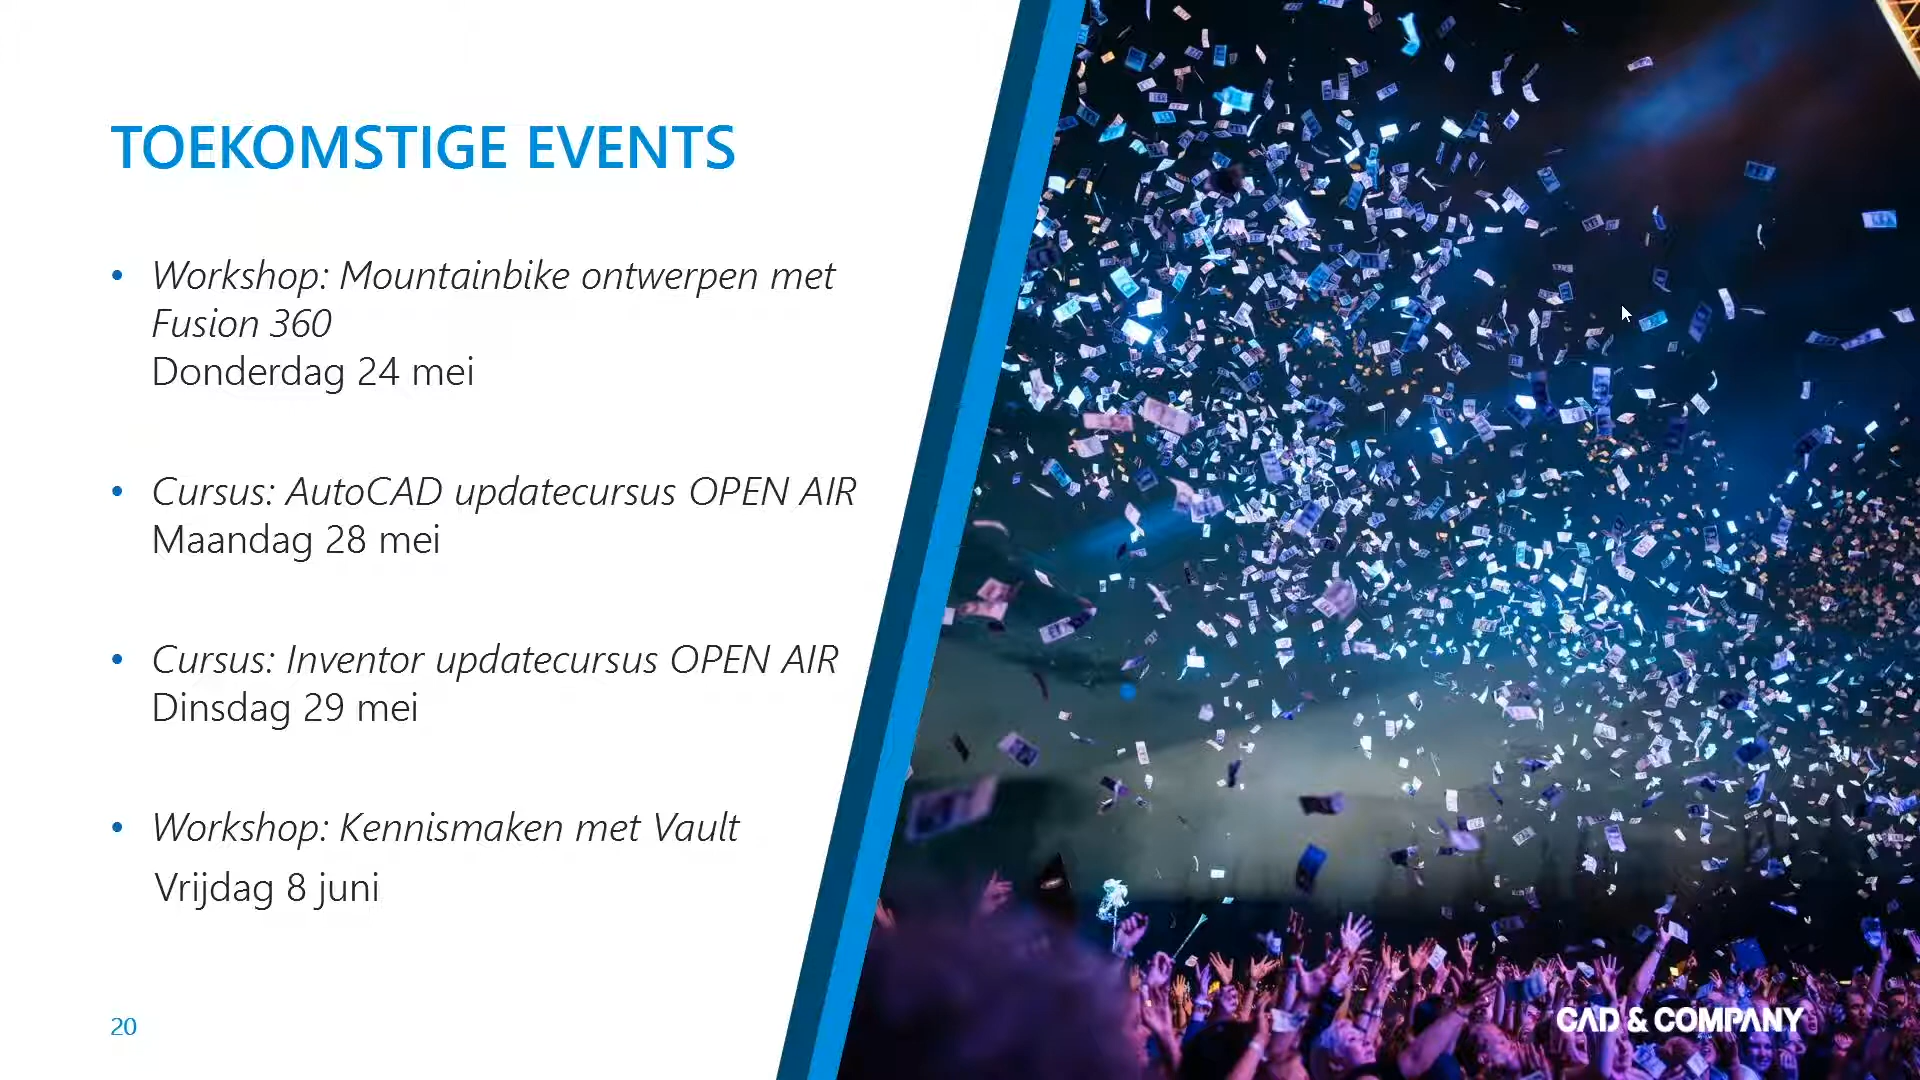 TOEKOMSTIGE EVENTS
• Workshop: Mountainbike ontwerpen met
Fusion 360
Donderdag 24 mei
• Cursus: AutoCAD updatecursus OPEN AIR
Maandag 28 mei
• Cursus: Inventor updatecursus OPEN AIR
Dinsdag 29 mei
• Workshop: Kennismaken met Vault
Vrijdag 8 juni
20
CAD & COMPANY